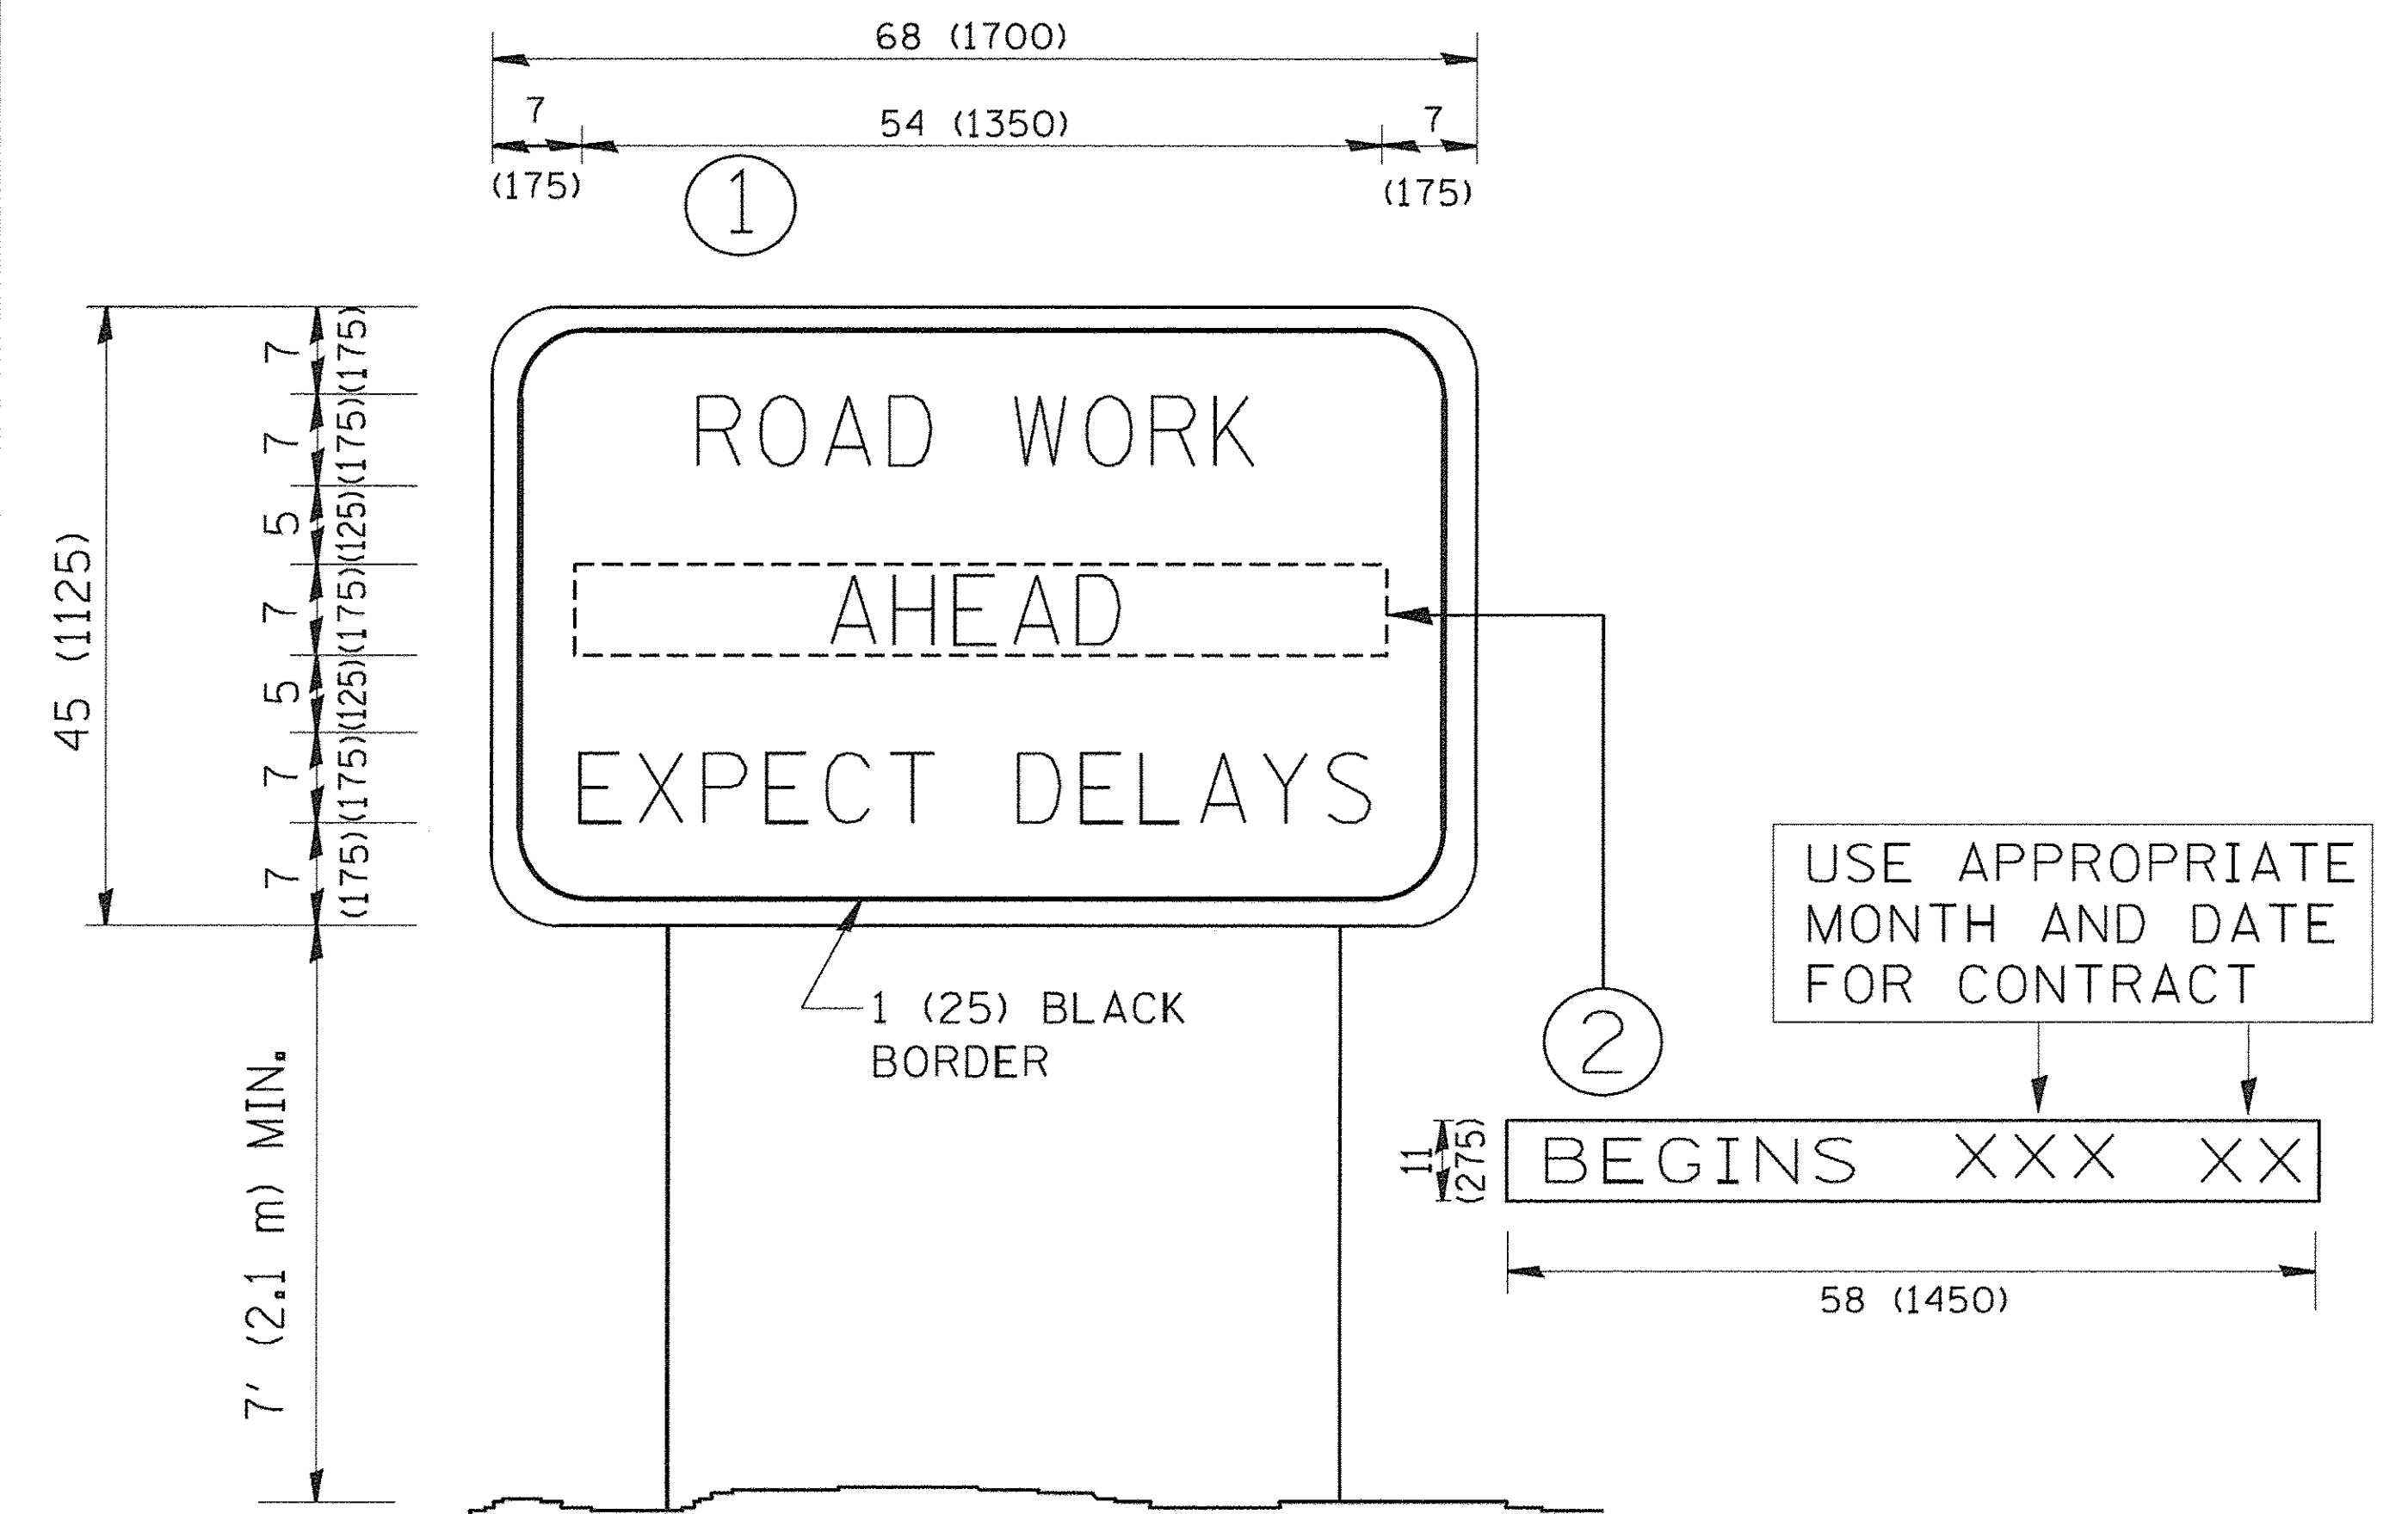 68 (1700)
7
54 (1350)
7
(175)
(175)
1
45 (1125)
7
(175)
7
(175)
5
(125)
7
(175)
5
(125)
7
(175)
7
(175)
ROAD WORK
AHEAD
EXPECT DELAYS
1 (25) BLACK
BORDER
7' (2.1 m) MIN.
2
USE APPROPRIATE
MONTH AND DATE
FOR CONTRACT
11
(275)
BEGINS XXX XX
58 (1450)